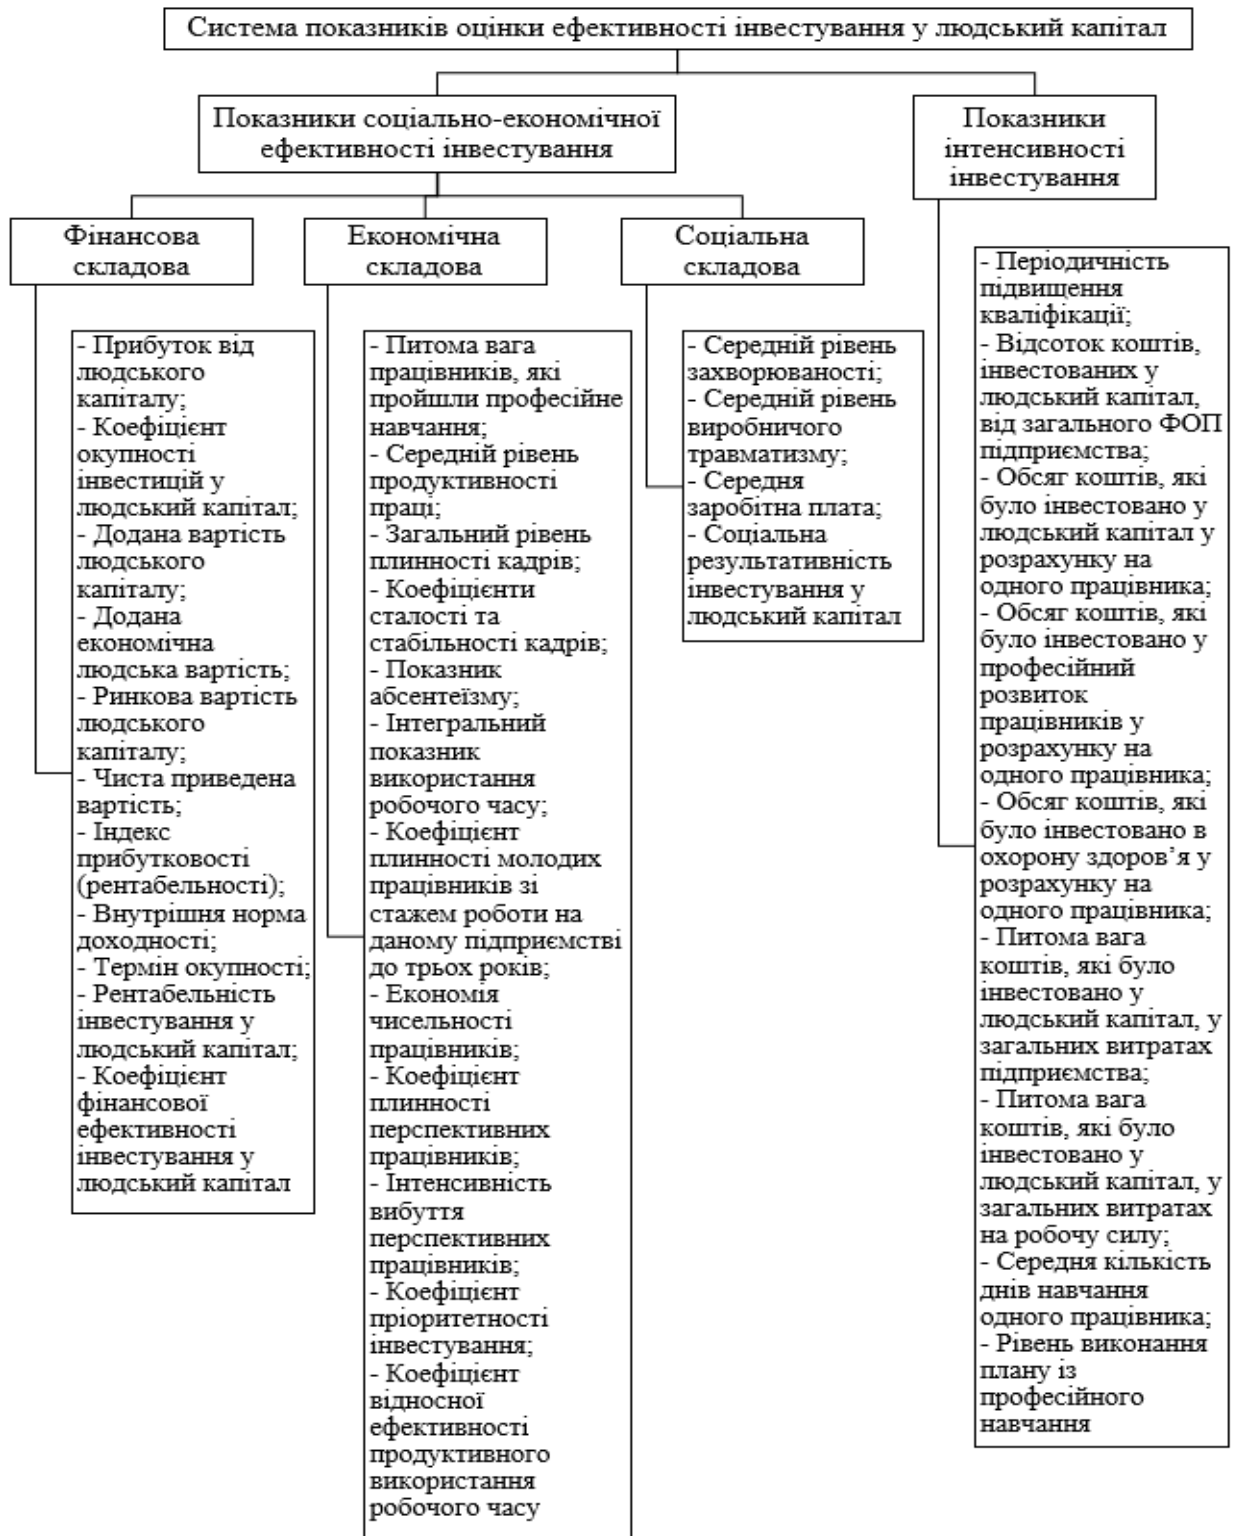 Система показників оцінки ефективності інвестування у людський капітал
Показники соціально-економічної
ефективності інвестування
Показники
інтенсивності
інвестування
Фінансова
складова
Економічна
складова
Соціальна
складова
- Прибуток від
людського
капіталу;
- Коефіцієнт
окупності
інвестицій у
людський капітал;
- Додана вартість
людського
капіталу;
- Додана
економічна
людська вартість;
- Ринкова вартість
людського
капіталу;
- Чиста приведена
вартість;
- Індекс
прибутковості
(рентабельності);
- Внутрішня норма
доходності;
- Термін окупності;
- Рентабельність
інвестування у
людський капітал;
- Коефіцієнт
фінансової
ефективності
інвестування у
людський капітал
- Питома вага
працівників, які
пройшли професійне
навчання;
- Середній рівень
продуктивності
праці;
- Загальний рівень
плинності кадрів;
- Коефіцієнти
сталості та
стабільності кадрів;
- Показник
абсентеїзму;
- Інтегральний
показник
використання
робочого часу;
- Коефіцієнт
плинності молодих
працівників зі
стажем роботи на
даному підприємстві
до трьох років;
- Економія
чисельності
працівників;
- Коефіцієнт
плинності
перспективних
працівників;
- Інтенсивність
вибуття
перспективних
працівників;
- Коефіцієнт
пріоритетності
інвестування;
- Коефіцієнт
відносної
ефективності
продуктивного
використання
робочого часу
- Середній рівень
захворюваності;
- Середній рівень
виробничого
травматизму;
- Середня
заробітна плата;
- Соціальна
результативність
інвестування у
людський капітал
- Періодичність
підвищення
кваліфікації;
- Відсоток коштів,
інвестованих у
людський капітал,
від загального ФОП
підприємства;
- Обсяг коштів, які
було інвестовано у
людський капітал у
розрахунку на
одного працівника;
- Обсяг коштів, які
було інвестовано у
професійний
розвиток
працівників у
розрахунку на
одного працівника;
- Обсяг коштів, які
було інвестовано в
охорону здоров’я у
розрахунку на
одного працівника;
- Питома вага
коштів, які було
інвестовано у
людський капітал, у
загальних витратах
підприємства;
- Питома вага
коштів, які було
інвестовано у
людський капітал, у
загальних витратах
на робочу силу;
- Середня кількість
днів навчання
одного працівника;
- Рівень виконання
плану із
професійного
навчання